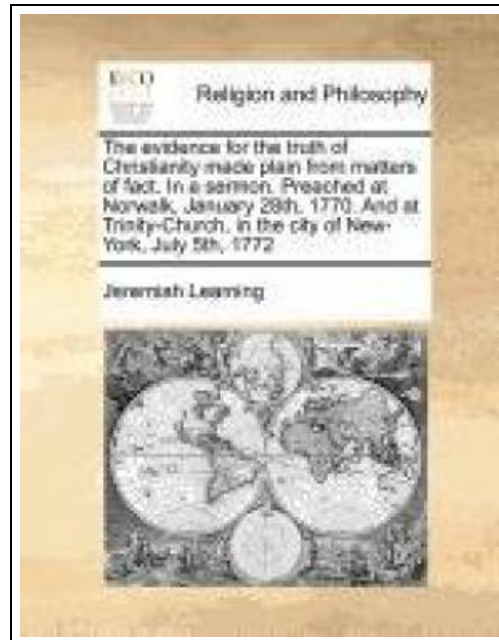 ECCO
Religion and Philosophy
The evidence for the truth of
Christianity made plain from matters
of fact. In a sermon. Preached at
Norwalk, January 28th, 1770. And at
Trinity-Church, in the city of New-
York, July 5th, 1772
Jeremiah Leaming